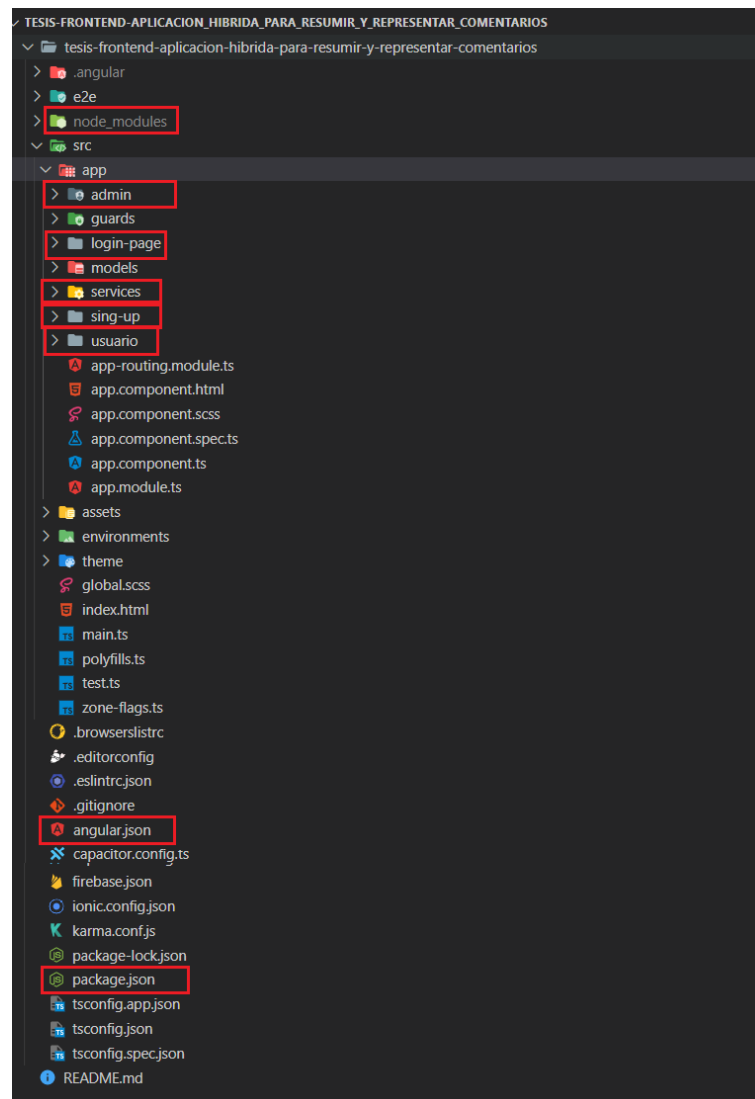 TESIS-FRONTEND-APLICACION_HIBRIDA_PARA_RESUMIR_Y_REPRESENTAR_COMENTARIOS
tesis-frontend-aplicacion-hibrida-para-resumir-y-representar-comentarios
.angular
e2e
node_modules
src
app
admin
guards
login-page
models
services
sing-up
usuario
app-routing.module.ts
app.component.html
app.component.scss
app.component.spec.ts
app.component.ts
app.module.ts
assets
environments
theme
global.scss
index.html
main.ts
polyfills.ts
test.ts
zone-flags.ts
.browserslistrc
.editorconfig
.eslintrc.json
.gitignore
angular.json
capacitor.config.ts
firebase.json
ionic.config.json
karma.conf.js
package-lock.json
package.json
tsconfig.app.json
tsconfig.json
tsconfig.spec.json
README.md